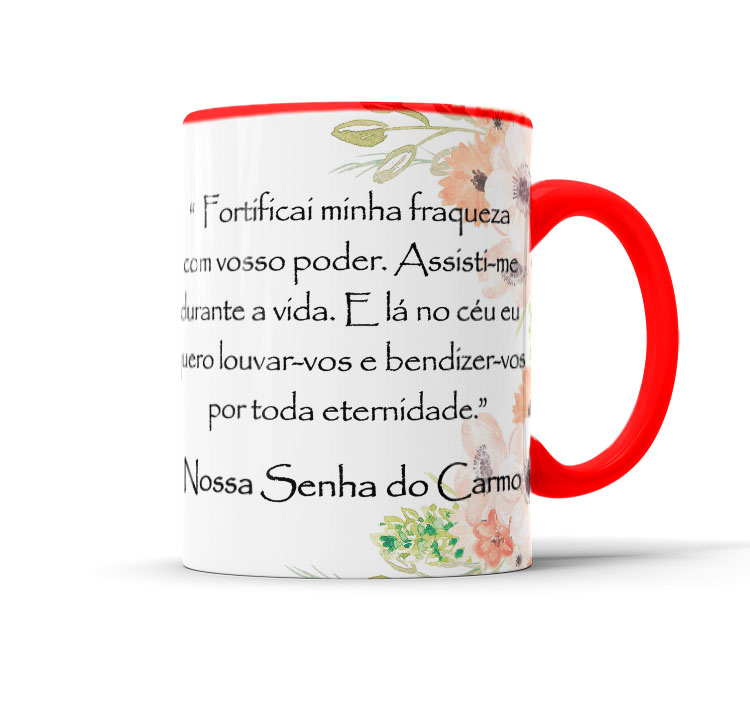 “ Fortificai minha fraqueza
com vosso poder. Assisti-me
durante a vida. E lá no céu eu
quero louvar-vos e bendizer-vos
por toda eternidade.”
Nossa Senha do Carmo